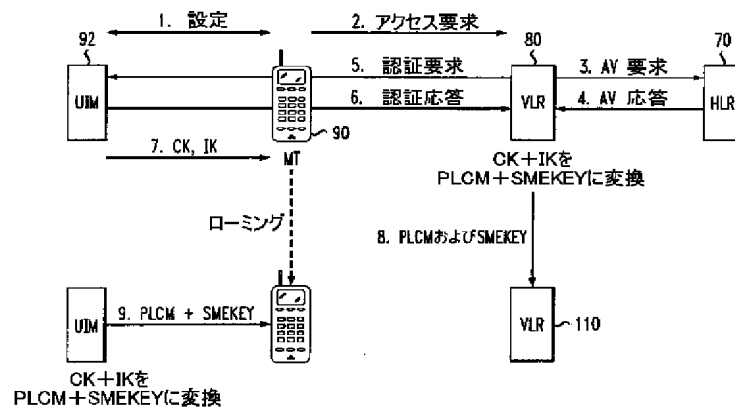 1. 設定
2. アクセス要求
92
80
70
5. 認証要求
3. AV 要求
UIM
VLR
HLR
6. 認証応答
4. AV 応答
90
7. CK, IK
MT
CK+IKを
PLCM+SMEKEYに変換
ローミング
8. PLCMおよびSMEKEY
UIM
9. PLCM + SMEKEY
VLR
110
CK+IKを
PLCM+SMEKEYに変換